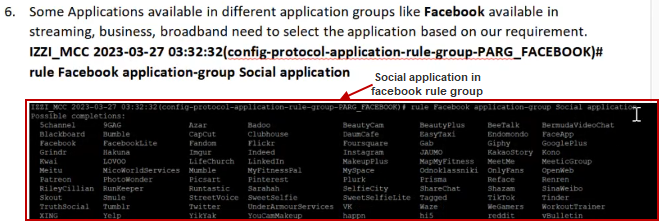 6. Some Applications available in different application groups like Facebook available in
streaming, business, broadband need to select the application based on our requirement.
IZZI_MCC 2023-03-27 03:32:32(config-protocol-application-rule-group-PARG_FACEBOOK)#
rule Facebook application-group Social application
Social application in
facebook rule group
IZZI_MCC 2023-03-27 03:32:32(config-protocol-application-rule-group-PARG_FACEBOOK)# rule Facebook application-group Social application
Possible completions:
5channel 9GAG Azar Badoo BeautyCam BeautyPlus BeeTalk BermudaVideoChat
Blackboard Bumble CapCut Clubhouse DaumCafe EasyTaxi Endomondo FaceApp
Facebook FacebookLite Fandom Flickr Foursquare Gab Giphy GooglePlus
Grindr Hakuna Imgur Indeed Instagram JAUMO KakaoStory Kono
Kwai LOVOO LifeChurch LinkedIn MakeupPlus MapMyFitness MeetMe MeeticGroup
Meitu NicoWorldServices Mumble MyFitnessPal MySpace Odnoklassniki OnlyFans OpenWeb
Patreon PhotoWonder Picsart Pinterest Plurk Prisma Reface Renren
RileyCillian RunKeeper Runtastic Sarahah SelfieCity ShareChat Shazam SinaWeibo
Skout Smule StreetVoice SweetSelfie SweetSelfieLite Tagged TikTok Tinder
TruthSocial Tumblr Twitter UnderArmourServices VK Waze WeGamers WorkoutTrainer
XING Yelp YikYak YouCamMakeup happn hi5 reddit vBulletin